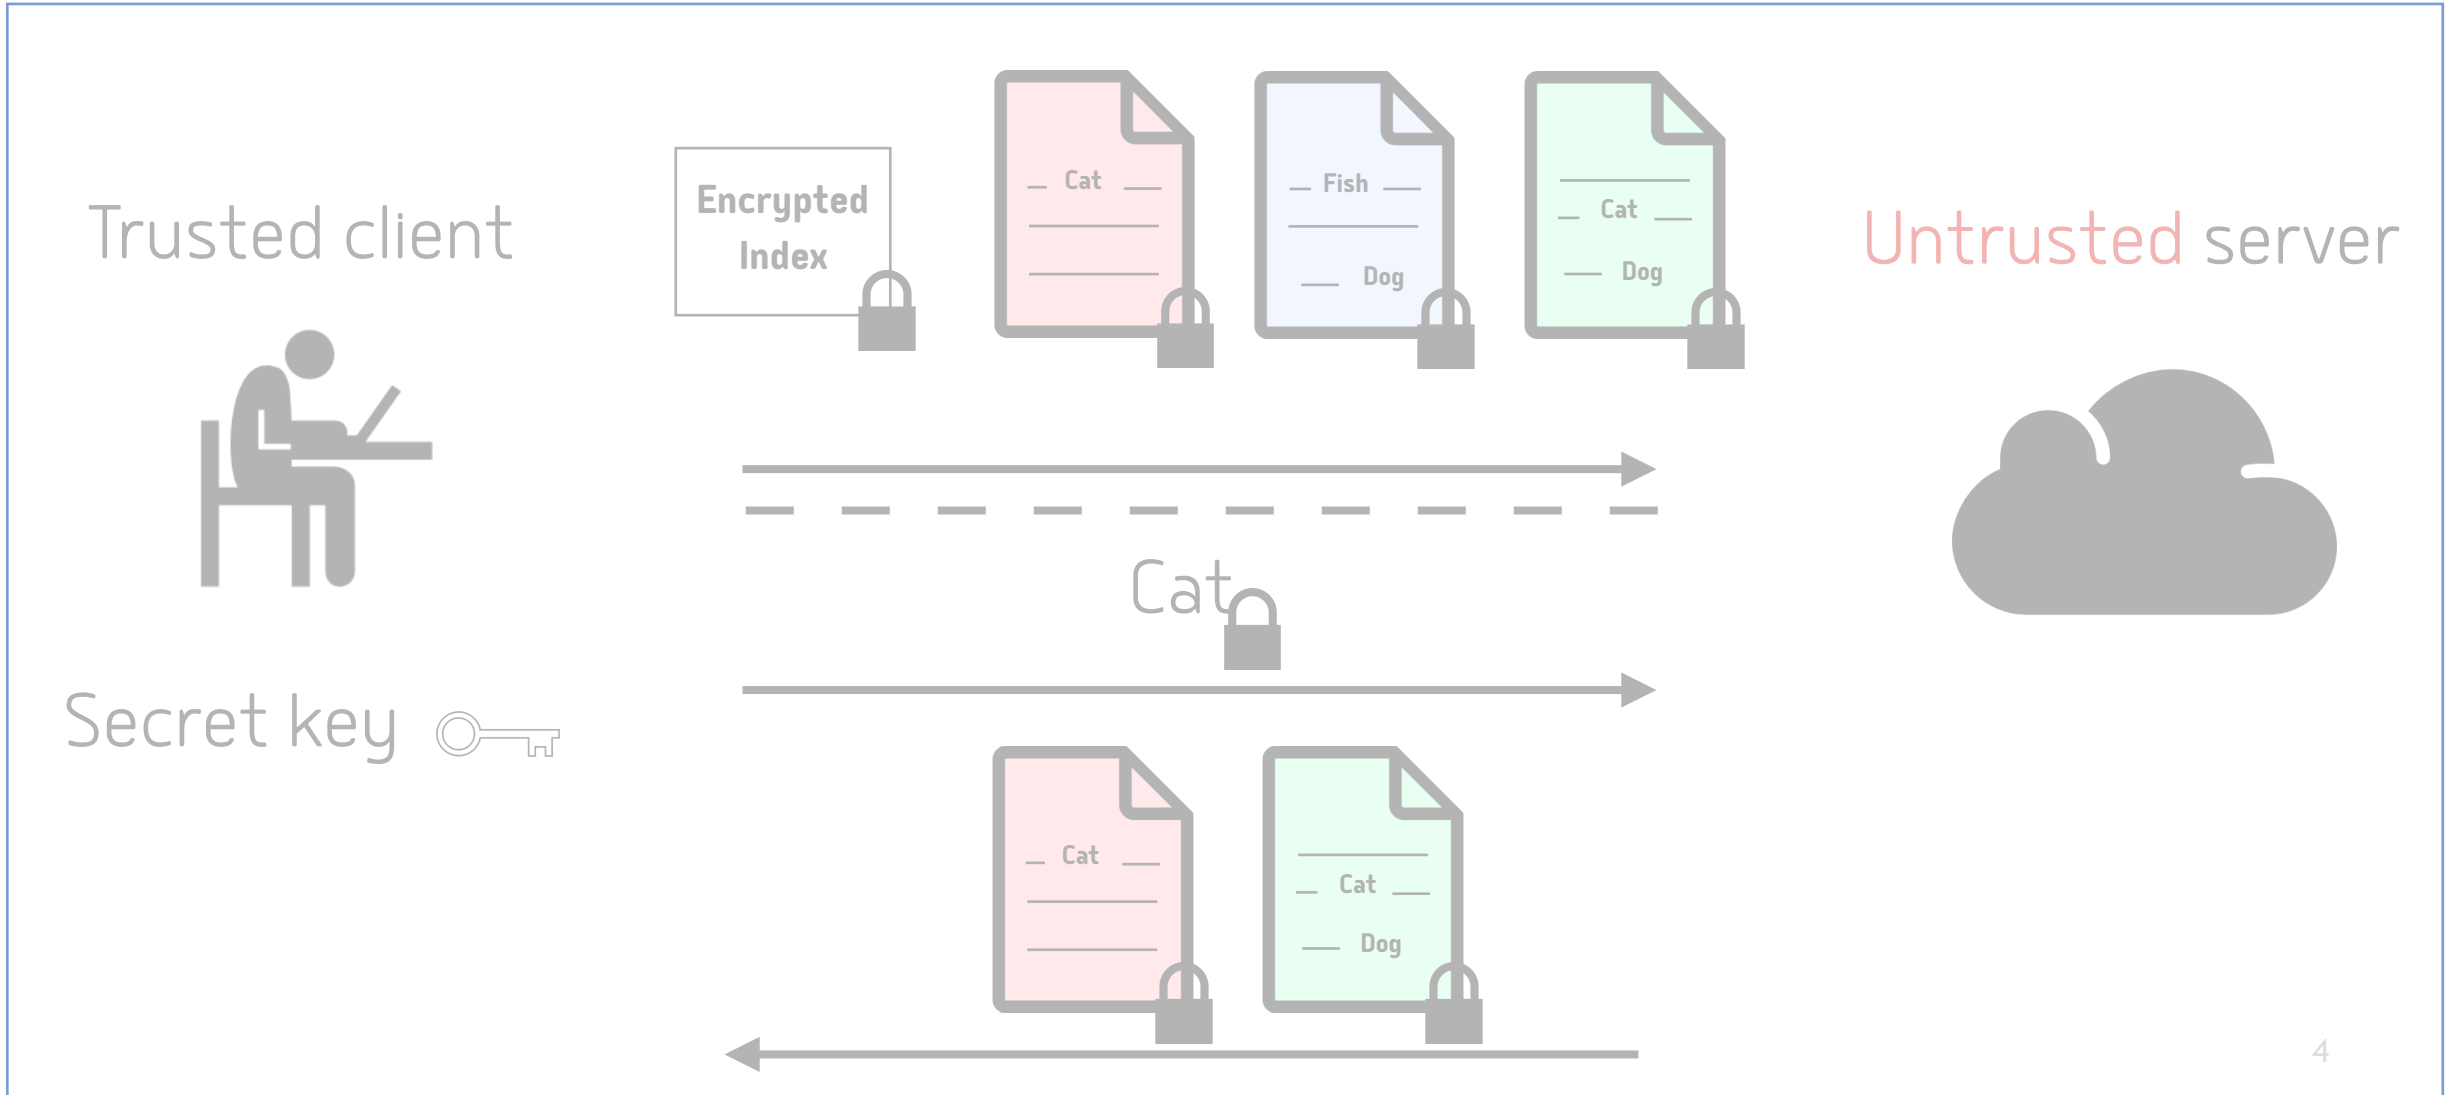 Trusted client
Encrypted
Index
Cat
Fish
Dog
Cat
Dog
Untrusted server
Cat
Secret key
Cat
Cat
Dog
4